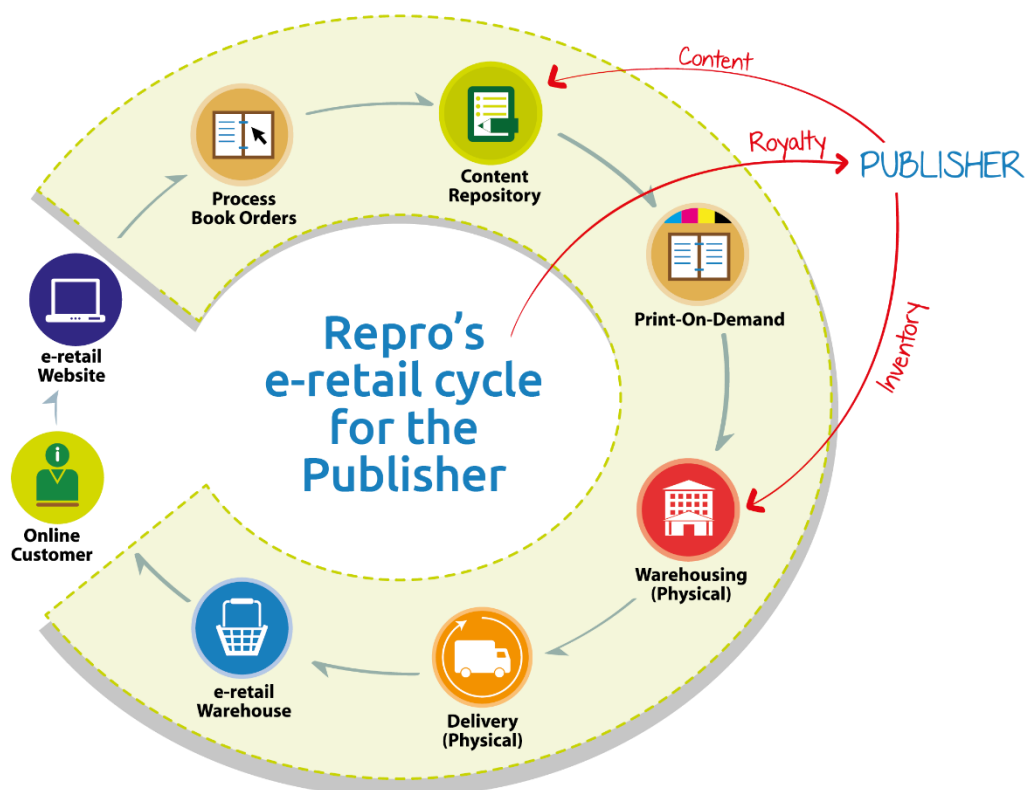 Content
Royalty
PUBLISHER
Inventory
Process
Book Orders
Content
Repository
Print-On-Demand
e-retail
Website
Repro's
e-retail cycle
for the
Publisher
Online
Customer
Warehousing
(Physical)
e-retail
Warehouse
Delivery
(Physical)